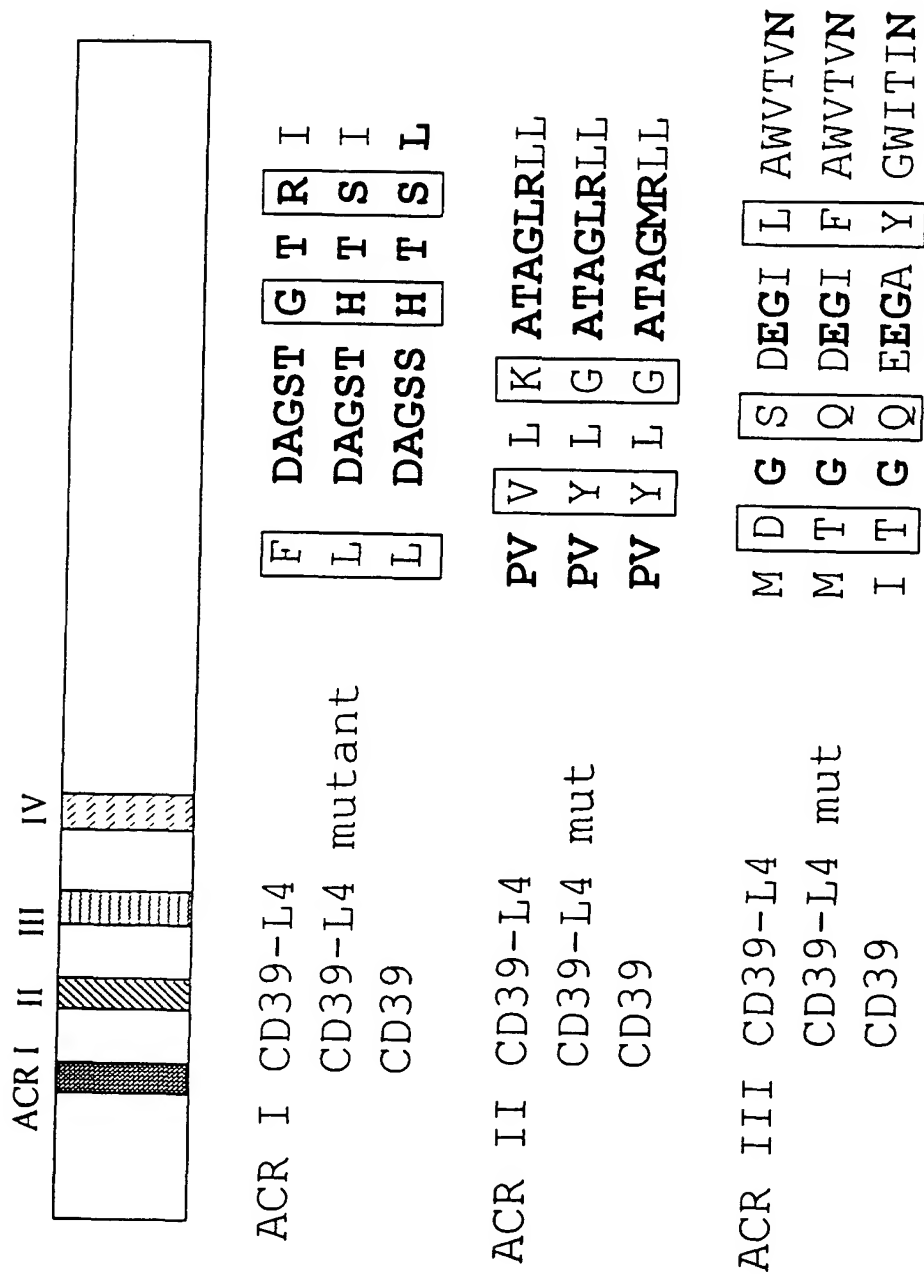 ACR I II III IV
ACR I CD39-L4 F DAGST G T R I
CD39-L4 mutant L DAGST H T S I
CD39 L DAGSS H T S L
ACR II CD39-L4 PV V L K ATAGLRLL
CD39-L4 mut PV Y L G ATAGLRLL
CD39 PV Y L G ATAGMRLL
ACR III CD39-L4 M D G S DEGI L AWVTVN
CD39-L4 mut M T G Q DEGI F AWVTVN
CD39 I T G Q EEGA Y GWITIN